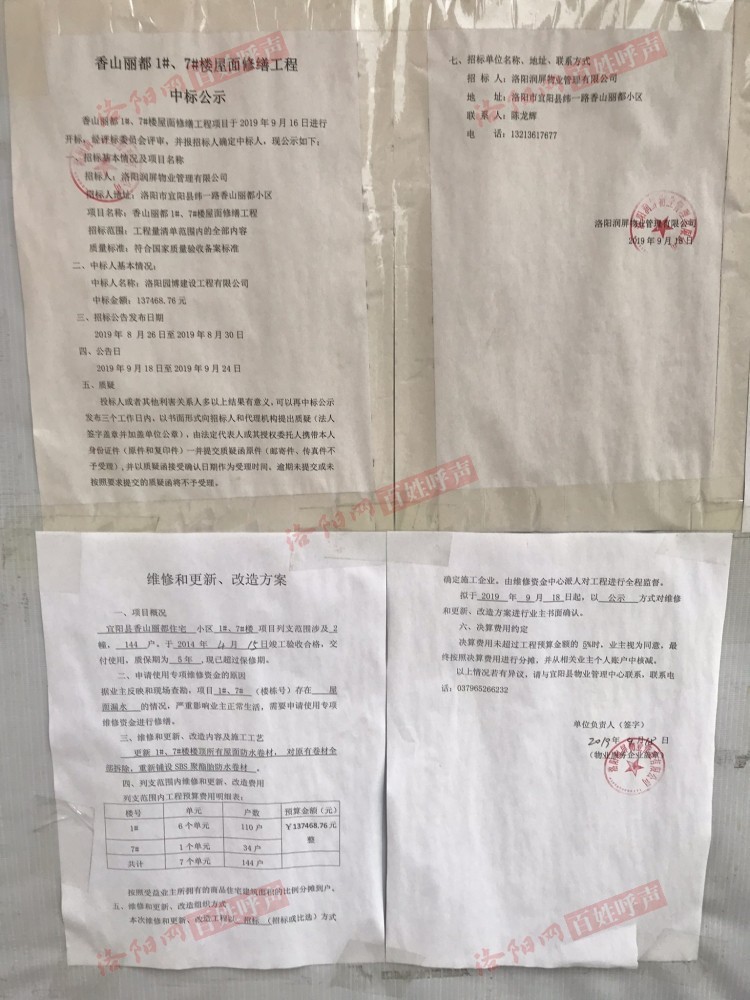 香山丽都1#、7#楼屋面修缮工程
中标公示
香山丽都1#、7#楼屋面修缮工程项目于2019年9月16日进行
开标，经评标委员会评审，并报招标人确定中标人，现公示如下：
招标基本情况及项目名称
招标人：洛阳润屏物业管理有限公司
招标人地址：洛阳市宜阳县纬一路香山丽都小区
项目名称：香山丽都1#、7#楼屋面修缮工程
招标范围：工程量清单范围内的全部内容
质量标准：符合国家质量验收备案标准
二、中标人基本情况：
中标人名称：洛阳园博建设工程有限公司
中标金额：137468.76元
三、招标公告发布日期
2019年8月26日至2019年8月30日
四、公告日
2019年9月18日至2019年9月24日
五、质疑
投标人或者其他利害关系人多以上结果有意义，可以再中标公示
发布三个工作日内，以书面形式向招标人和代理机构提出质疑（法人
签字盖章并加盖单位公章），由法定代表人或其授权委托人携带本人
身份证件（原件和复印件）一并提交质疑函原件（邮寄件、传真件不
予受理），并以质疑函接受确认日期作为受理时间。逾期未提交或未
按照要求提交的质疑函将不予受理。
七、招标单位名称、地址、联系方式
招标人：洛阳润屏物业管理有限公司
地址：洛阳市宜阳县纬一路香山丽都小区
联系人：陈龙辉
电话：13213617677
洛阳润屏物业管理有限公司
2019年9月18日
维修和更新、改造方案
一、项目概况
宜阳县香山丽都住宅 小区 1#、7#楼 项目列支范围涉及 2
幢， 144 户。于 2014 年 4 月 15 日竣工验收合格，交
付使用，质保期为 5年 ，现已超过保修期。
二、申请使用专项维修资金的原因
据业主反映和现场查勘，项目 1#、7# （楼栋号）存在 屋
面漏水 的情况，严重影响业主正常生活，需要申请使用专项
维修资金进行修缮。
三、维修和更新、改造内容及施工工艺
更新 1#、7#楼楼顶所有屋面防水卷材，对原有卷材全
部拆除，重新铺设 SBS 聚酯胎防水卷材 。
四、列支范围内维修和更新、改造费用
列支范围内工程预算费用明细表：
楼号 单元 户数 预算金额（元）
1# 6个单元 110户 ￥137468.76元
整
7# 1个单元 34户
共计 7个单元 144户
按照受益业主所拥有的商品住宅建筑面积的比例分摊到户。
五、维修和更新、改造组织方式
本次维修和更新、改造工程以 招标 （招标或比选）方式
确定施工企业，由维修资金中心派人对工程进行全程监督。
拟于 2019 年 9 月 18 日起，以 公示 方式对维修
和更新、改造方案进行业主书面确认。
六、决算费用约定
决算费用未超过工程预算金额的 5%时，业主视为同意，最
终按照决算费用进行分摊，并从相关业主个人账户中核减。
以上情况若有异议，请与宜阳县物业管理中心联系，联系电
话：037965266232
单位负责人（签字）
2019年9月18日
（物业服务企业盖章）
洛阳网 百姓呼声
洛阳网 百姓呼声
洛阳网 百姓呼声
洛阳网 百姓呼声
洛阳网 百姓呼声